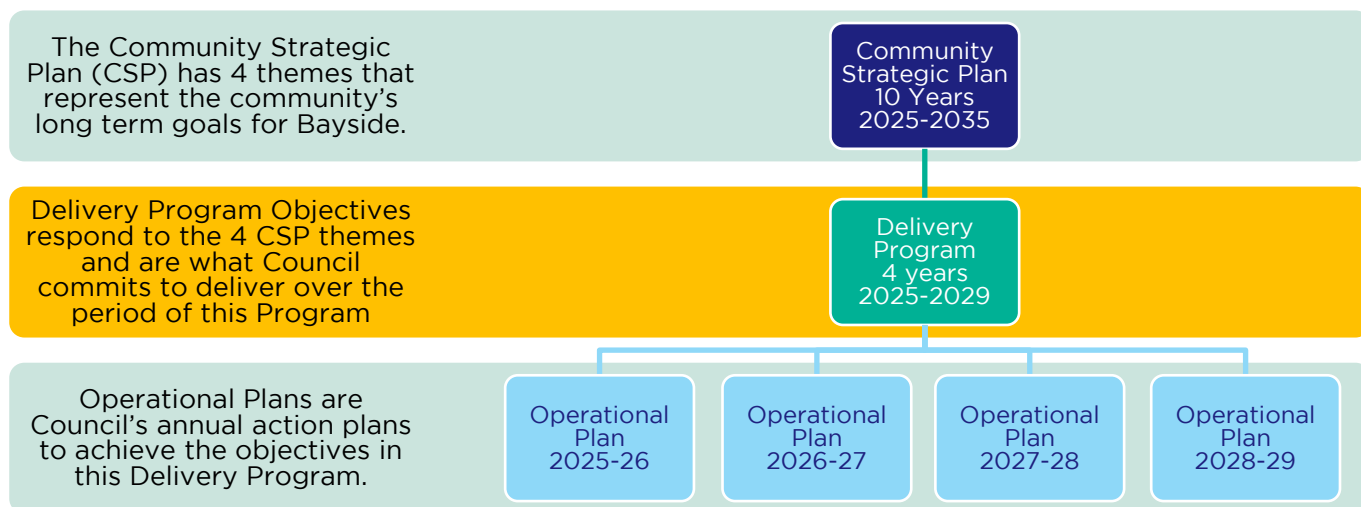 The Community Strategic
Plan (CSP) has 4 themes that
represent the community's
long term goals for Bayside.
Community
Strategic Plan
10 Years
2025-2035
Delivery Program Objectives
respond to the 4 CSP themes
and are what Council
commits to deliver over the
period of this Program
Delivery
Program
4 years
2025-2029
Operational Plans are
Council's annual action plans
to achieve the objectives in
this Delivery Program.
Operational
Plan
2025-26
Operational
Plan
2026-27
Operational
Plan
2027-28
Operational
Plan
2028-29